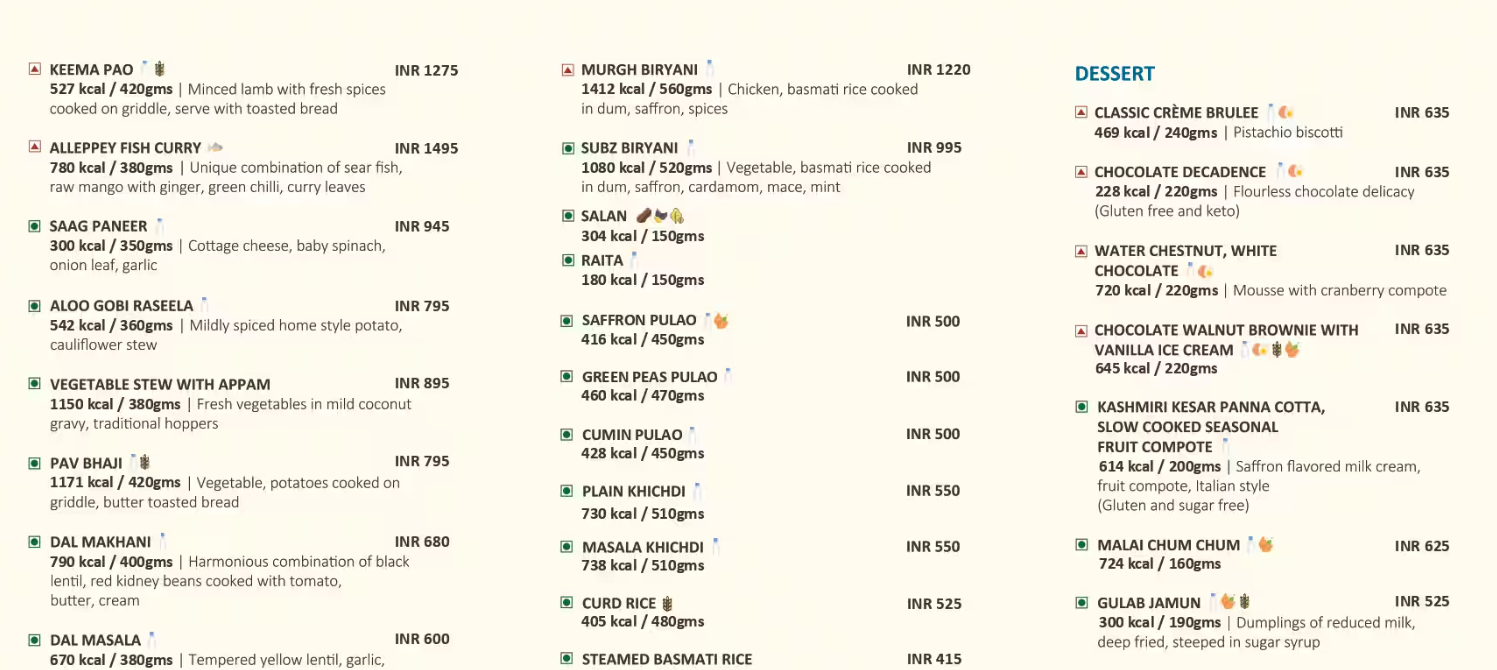 KEEMA PAO INR 1275
527 kcal / 420gms | Minced lamb with fresh spices
cooked on griddle, serve with toasted bread
ALLEPPEY FISH CURRY INR 1495
780 kcal / 380gms | Unique combination of sear fish,
raw mango with ginger, green chilli, curry leaves
SAAG PANEER INR 945
300 kcal / 350gms | Cottage cheese, baby spinach,
onion leaf, garlic
ALOO GOBI RASEELA INR 795
542 kcal / 360gms | Mildly spiced home style potato,
cauliflower stew
VEGETABLE STEW WITH APPAM INR 895
1150 kcal / 380gms | Fresh vegetables in mild coconut
gravy, traditional hoppers
PAV BHAJI INR 795
1171 kcal / 420gms | Vegetable, potatoes cooked on
griddle, butter toasted bread
DAL MAKHANI INR 680
790 kcal / 400gms | Harmonious combination of black
lentil, red kidney beans cooked with tomato,
butter, cream
DAL MASALA INR 600
670 kcal / 380gms | Tempered yellow lentil, garlic,
MURGH BIRYANI INR 1220
1412 kcal / 560gms | Chicken, basmati rice cooked
in dum, saffron, spices
SUBZ BIRYANI INR 995
1080 kcal / 520gms | Vegetable, basmati rice cooked
in dum, saffron, cardamom, mace, mint
SALAN
304 kcal / 150gms
RAITA
180 kcal / 150gms
SAFFRON PULAO INR 500
416 kcal / 450gms
GREEN PEAS PULAO INR 500
460 kcal / 470gms
CUMIN PULAO INR 500
428 kcal / 450gms
PLAIN KHICHDI INR 550
730 kcal / 510gms
MASALA KHICHDI INR 550
738 kcal / 510gms
CURD RICE INR 525
405 kcal / 480gms
STEAMED BASMATI RICE INR 415
DESSERT
CLASSIC CRÈME BRULEE INR 635
469 kcal / 240gms | Pistachio biscotti
CHOCOLATE DECADENCE INR 635
228 kcal / 220gms | Flourless chocolate delicacy
(Gluten free and keto)
WATER CHESTNUT, WHITE INR 635
CHOCOLATE
720 kcal / 220gms | Mousse with cranberry compote
CHOCOLATE WALNUT BROWNIE WITH INR 635
VANILLA ICE CREAM
645 kcal / 220gms
KASHMIRI KESAR PANNA COTTA, INR 635
SLOW COOKED SEASONAL
FRUIT COMPOTE
614 kcal / 200gms | Saffron flavored milk cream,
fruit compote, Italian style
(Gluten and sugar free)
MALAI CHUM CHUM INR 625
724 kcal / 160gms
GULAB JAMUN INR 525
300 kcal / 190gms | Dumplings of reduced milk,
deep fried, steeped in sugar syrup